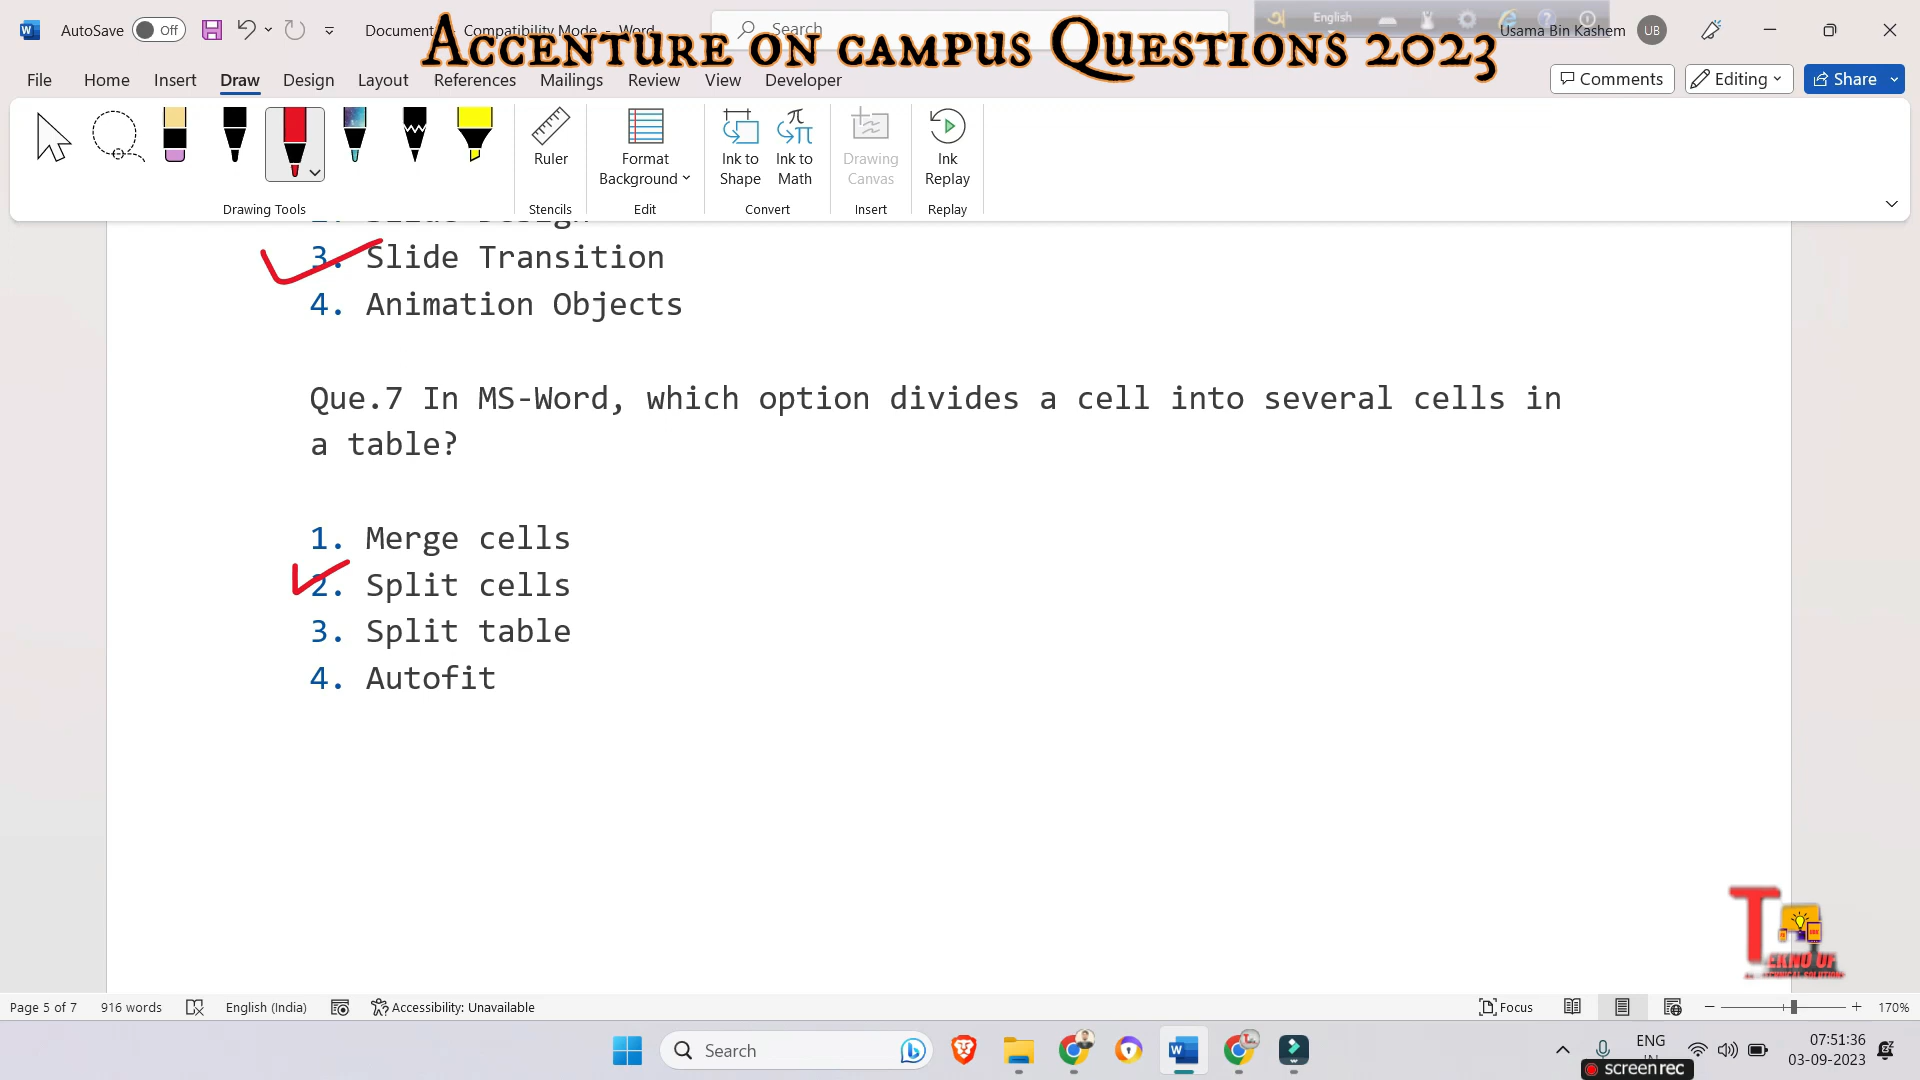 AutoSave Off Document Compatibility Mode - Word Search English Usama Bin Kashem UB
Accenture on campus Questions 2023
File Home Insert Draw Design Layout References Mailings Review View Developer Comments Editing Share
Ruler
Format Background
Ink to Shape
Ink to Math
Drawing Canvas
Ink Replay
Drawing Tools Stencils Edit Convert Insert Replay
3. Slide Transition
4. Animation Objects
Que.7 In MS-Word, which option divides a cell into several cells in
a table?
1. Merge cells
2. Split cells
3. Split table
4. Autofit
TEKNO UF
Page 5 of 7 916 words English (India) Accessibility: Unavailable Focus 170%
Search ENG 07:51:36
03-09-2023
screenrec